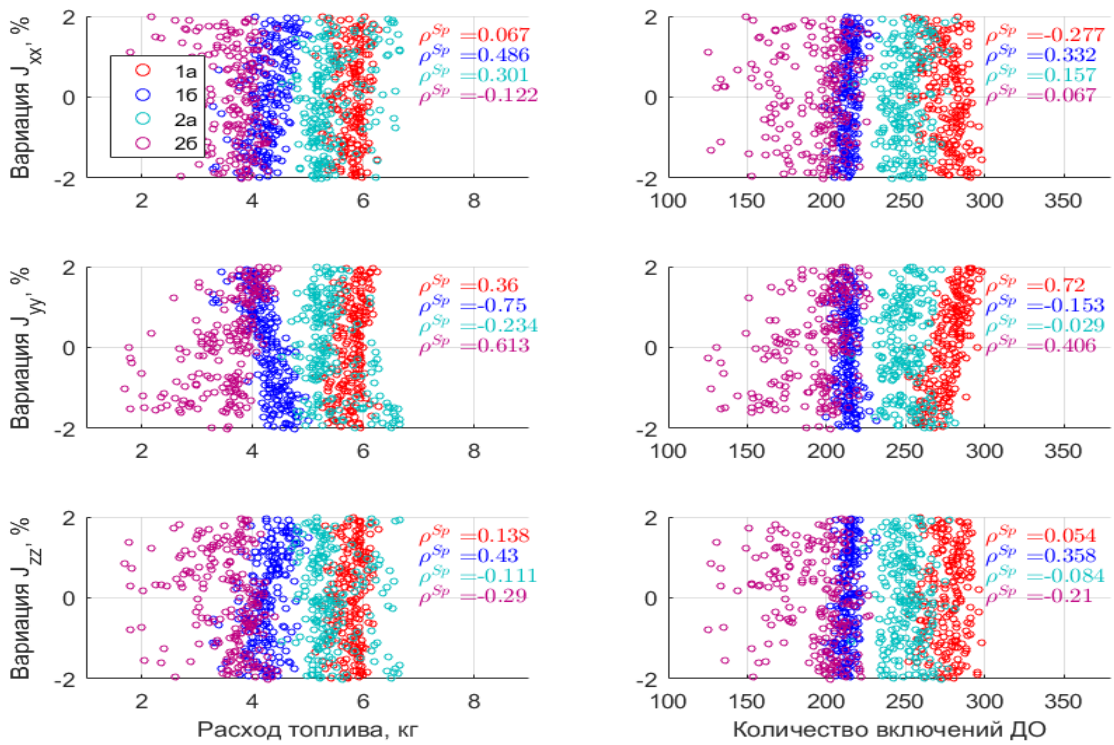 Вариация J_xx, %
2
0
-2
1а
1б
2а
2б
ρ^Sp =0.067
ρ^Sp =0.486
ρ^Sp =0.301
ρ^Sp =-0.122
2 4 6 8
2
0
-2
ρ^Sp =-0.277
ρ^Sp =0.332
ρ^Sp =0.157
ρ^Sp =0.067
100 150 200 250 300 350
Вариация J_yy, %
2
0
-2
ρ^Sp =0.36
ρ^Sp =-0.75
ρ^Sp =-0.234
ρ^Sp =0.613
2 4 6 8
2
0
-2
ρ^Sp =0.72
ρ^Sp =-0.153
ρ^Sp =-0.029
ρ^Sp =0.406
100 150 200 250 300 350
Вариация J_zz, %
2
0
-2
ρ^Sp =0.138
ρ^Sp =0.43
ρ^Sp =-0.111
ρ^Sp =-0.29
2 4 6 8
Расход топлива, кг
2
0
-2
ρ^Sp =0.054
ρ^Sp =0.358
ρ^Sp =-0.084
ρ^Sp =-0.21
100 150 200 250 300 350
Количество включений ДО